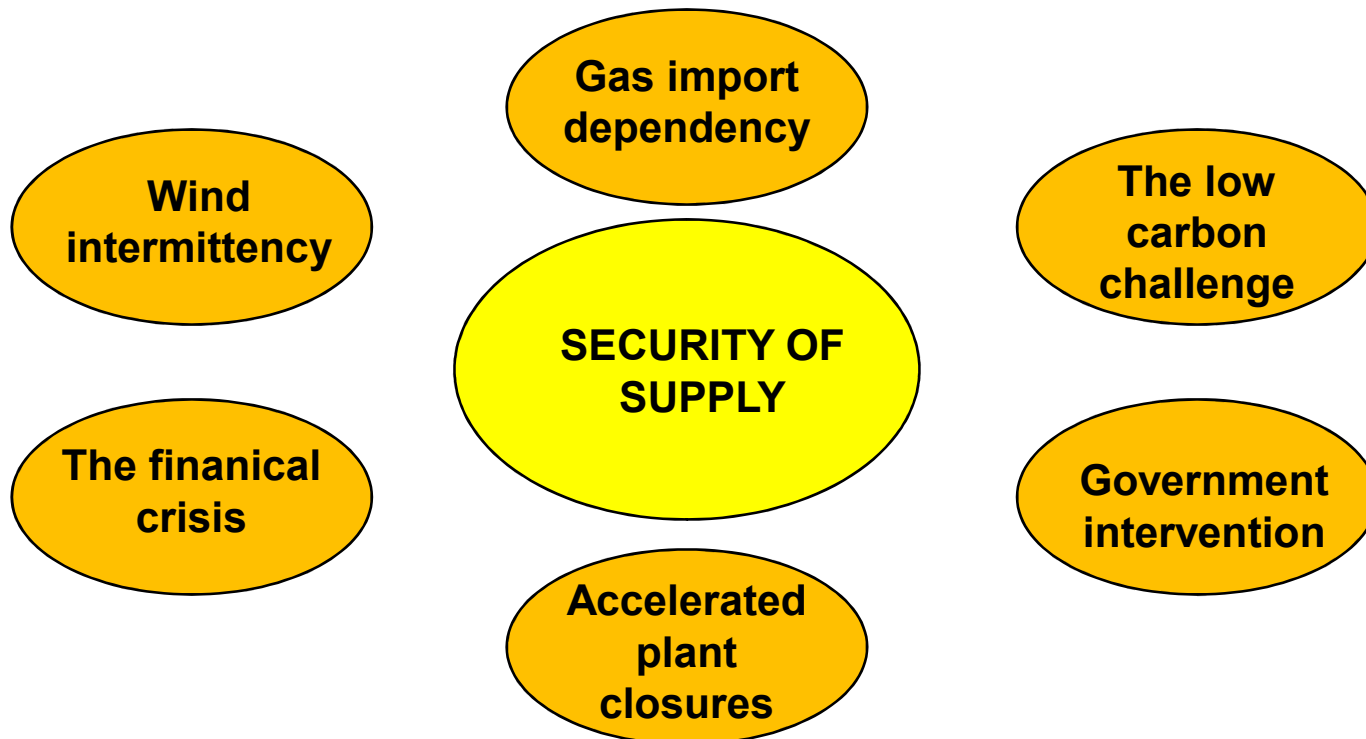 Gas import
dependency
Wind
intermittency
The low
carbon
challenge
SECURITY OF
SUPPLY
The finanical
crisis
Government
intervention
Accelerated
plant
closures